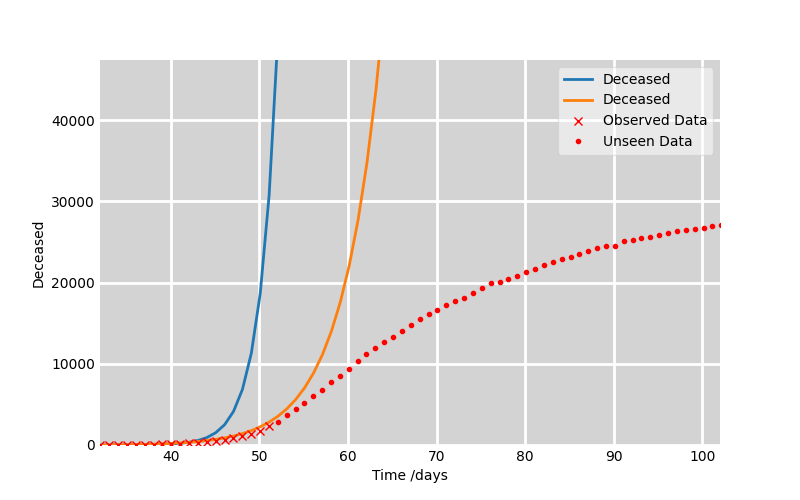 Deceased
Deceased
Observed Data
Unseen Data
40000
30000
20000
10000
0
Deceased
40
50
60
70
80
90
100
Time /days